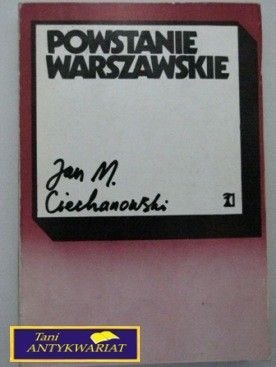 POWSTANIE
WARSZAWSKIE
Jan M.
Ciechanowski
Tani
ANTYKWARIAT